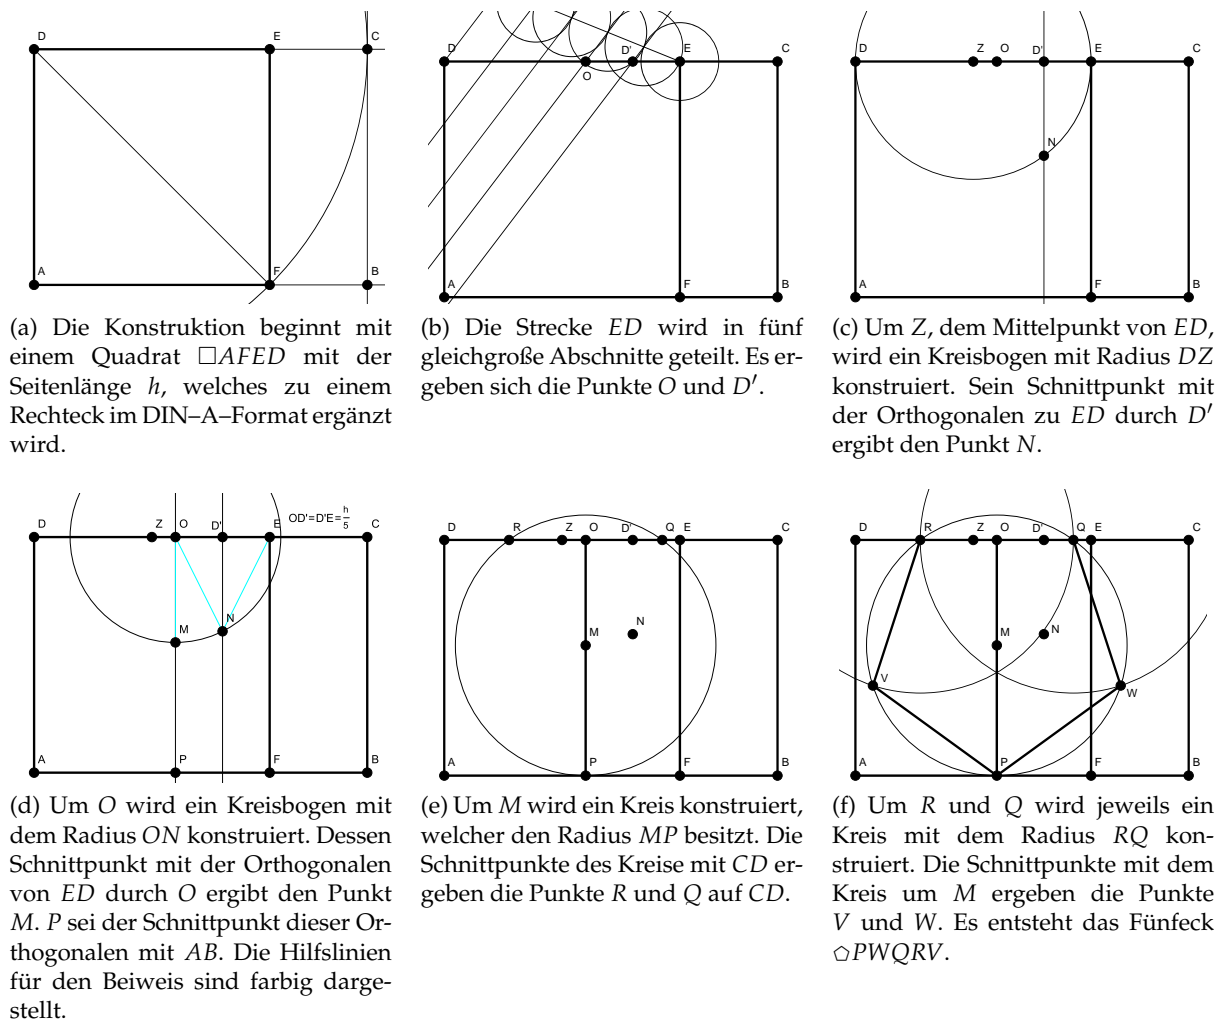 D E C
A F B
(a) Die Konstruktion beginnt mit
einem Quadrat □AFED mit der
Seitenlänge h, welches zu einem
Rechteck im DIN–A–Format ergänzt
wird.
D D' E C
O
A F B
(b) Die Strecke ED wird in fünf
gleichgroße Abschnitte geteilt. Es er-
geben sich die Punkte O und D′.
D Z O D' E C
N
A F B
(c) Um Z, dem Mittelpunkt von ED,
wird ein Kreisbogen mit Radius DZ
konstruiert. Sein Schnittpunkt mit
der Orthogonalen zu ED durch D′
ergibt den Punkt N.
OD'=D'E=h/5
D Z O D' E C
N
M
A P F B
(d) Um O wird ein Kreisbogen mit
dem Radius ON konstruiert. Dessen
Schnittpunkt mit der Orthogonalen
von ED durch O ergibt den Punkt
M. P sei der Schnittpunkt dieser Or-
thogonalen mit AB. Die Hilfslinien
für den Beiweis sind farbig darge-
stellt.
D R Z O D' Q E C
N
M
A P F B
(e) Um M wird ein Kreis konstruiert,
welcher den Radius MP besitzt. Die
Schnittpunkte des Kreise mit CD er-
geben die Punkte R und Q auf CD.
D R Z O D' Q E C
N
M
V
W
A P F B
(f) Um R und Q wird jeweils ein
Kreis mit dem Radius RQ kon-
struiert. Die Schnittpunkte mit dem
Kreis um M ergeben die Punkte
V und W. Es entsteht das Fünfeck
⬠PWQRV.